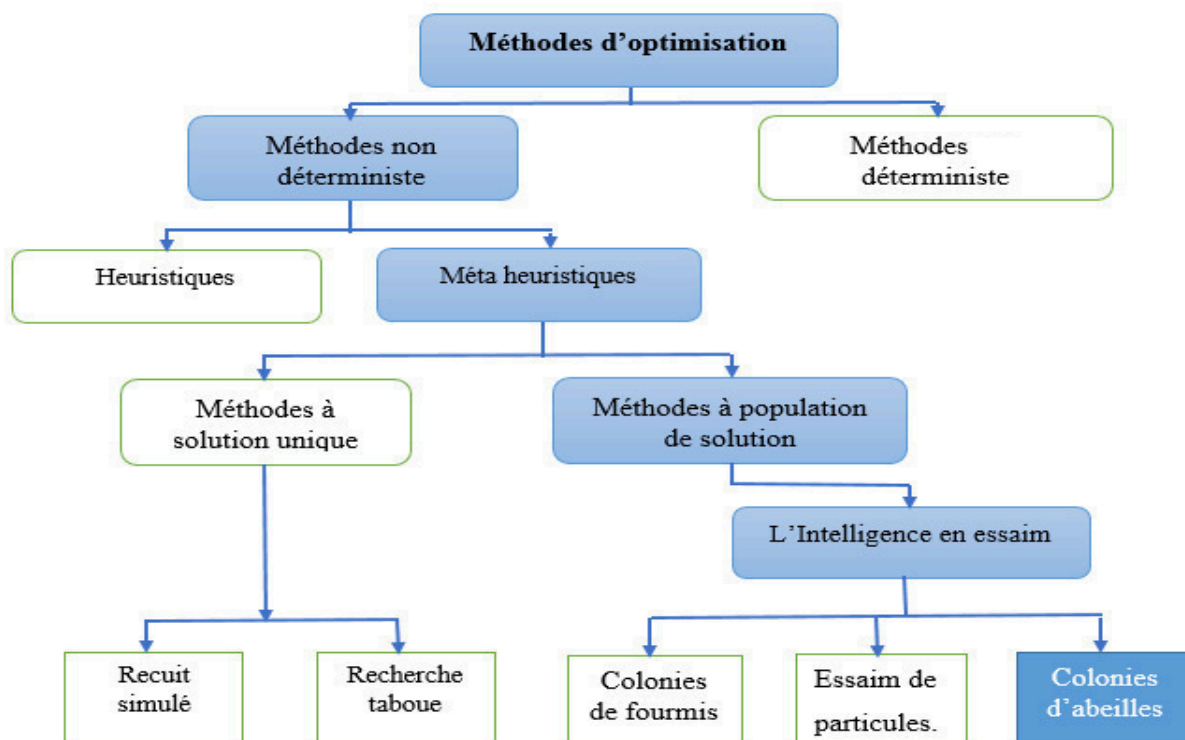 Méthodes d’optimisation
Méthodes non
déterministe
Méthodes
déterministe
Heuristiques
Méta heuristiques
Méthodes à
solution unique
Méthodes à population
de solution
L’Intelligence en essaim
Recuit
simulé
Recherche
taboue
Colonies
de fourmis
Essaim de
particules.
Colonies
d’abeilles